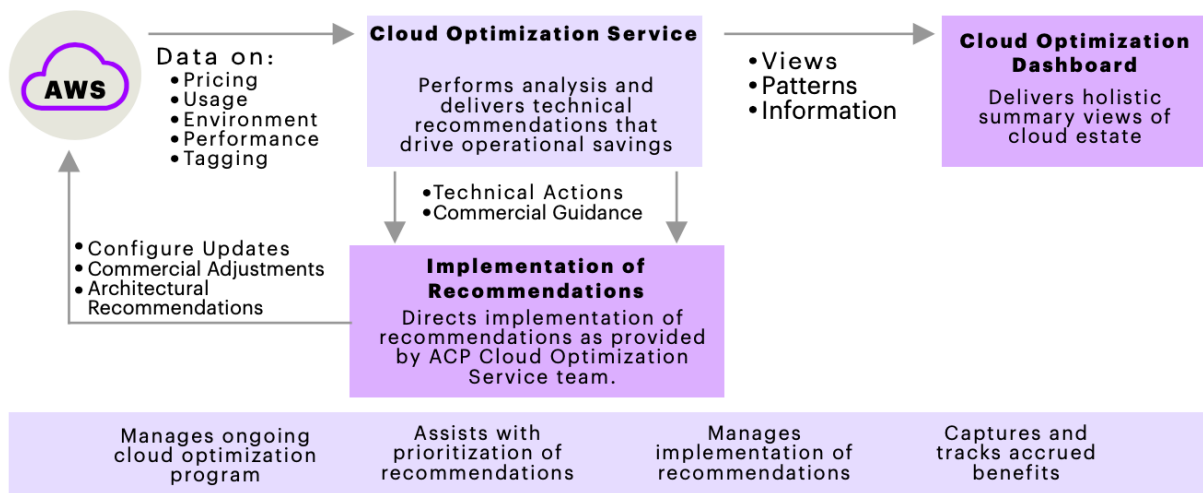 AWS
Data on:
•Pricing
•Usage
•Environment
•Performance
•Tagging
Cloud Optimization Service
Performs analysis and
delivers technical
recommendations that
drive operational savings
•Views
•Patterns
•Information
Cloud Optimization
Dashboard
Delivers holistic
summary views of
cloud estate
•Technical Actions
•Commercial Guidance
•Configure Updates
•Commercial Adjustments
•Architectural
Recommendations
Implementation of
Recommendations
Directs implementation of
recommendations as provided
by ACP Cloud Optimization
Service team.
Manages ongoing
cloud optimization
program
Assists with
prioritization of
recommendations
Manages
implementation of
recommendations
Captures and
tracks accrued
benefits